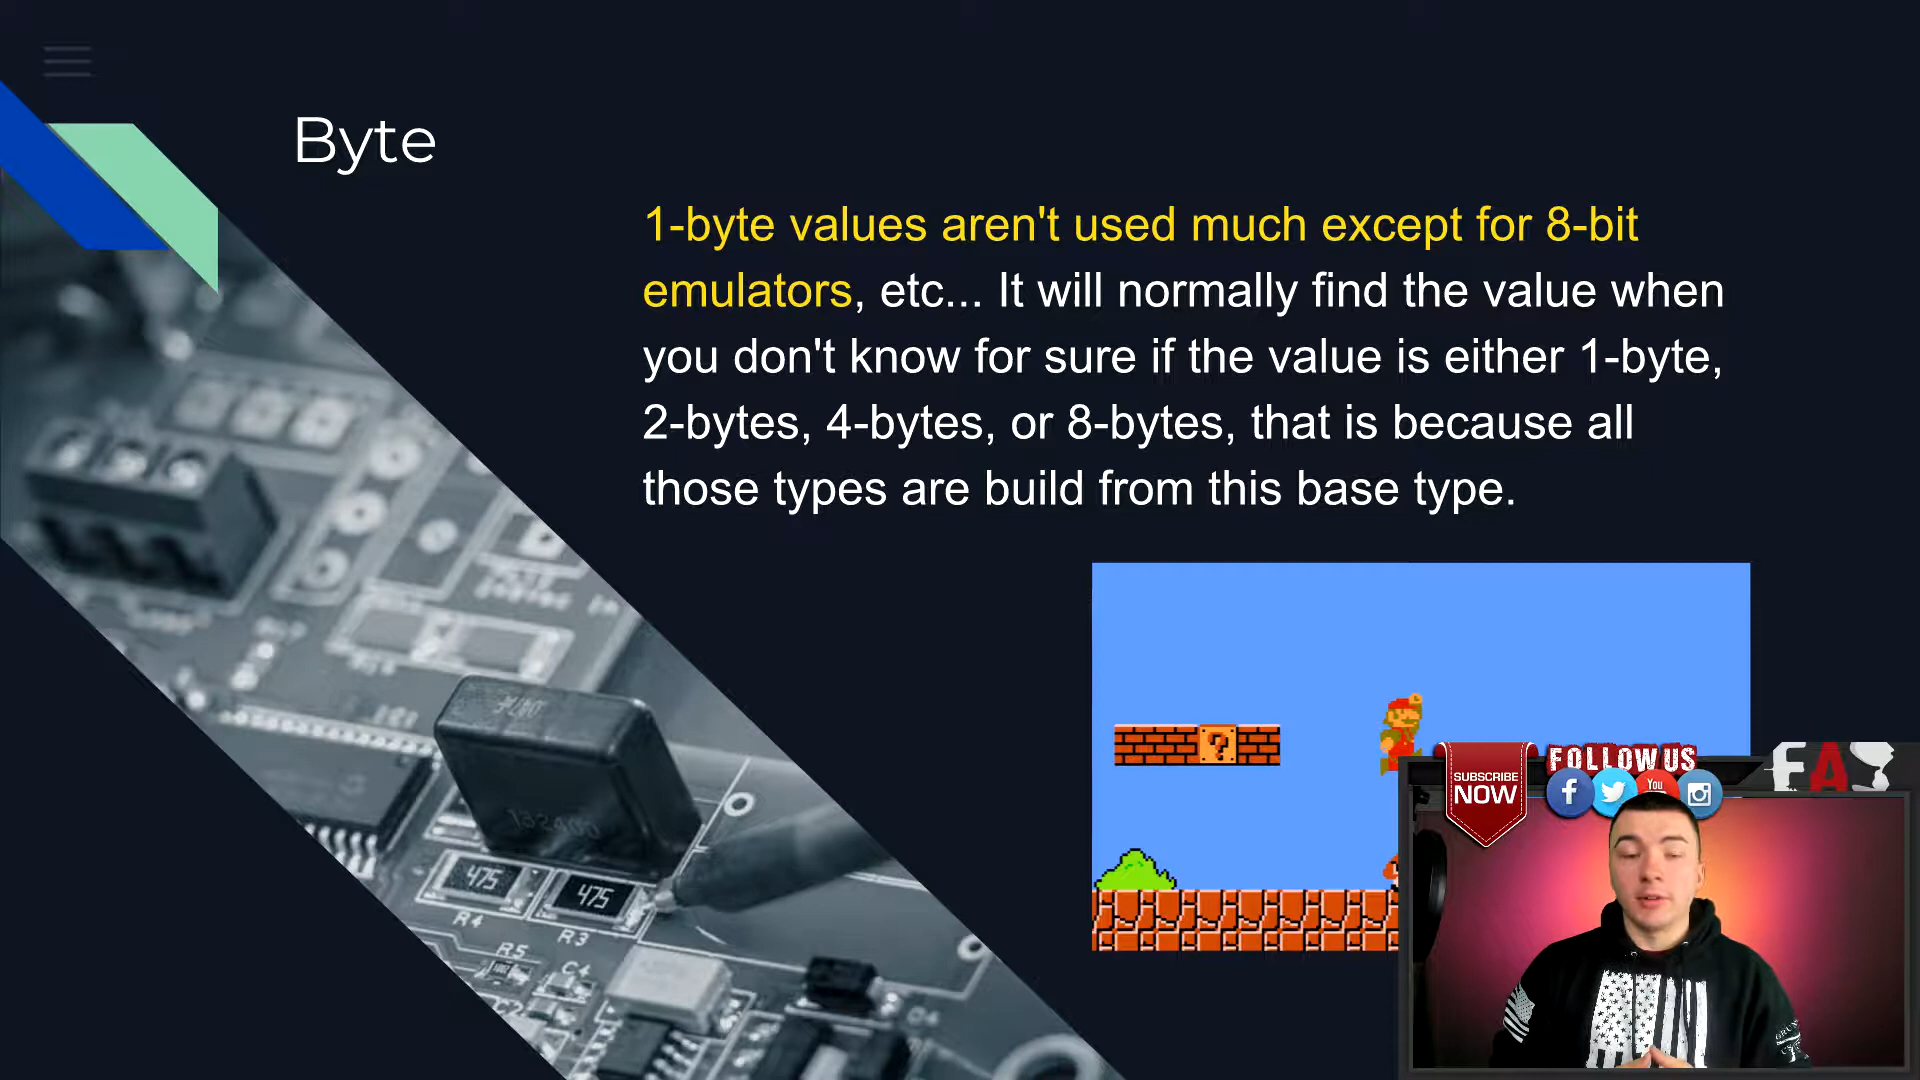 Byte
1-byte values aren't used much except for 8-bit
emulators, etc... It will normally find the value when
you don't know for sure if the value is either 1-byte,
2-bytes, 4-bytes, or 8-bytes, that is because all
those types are build from this base type.
?
SUBSCRIBE
NOW
FOLLOW US
f
You
475
475
R4
R3
R5
C4
C2